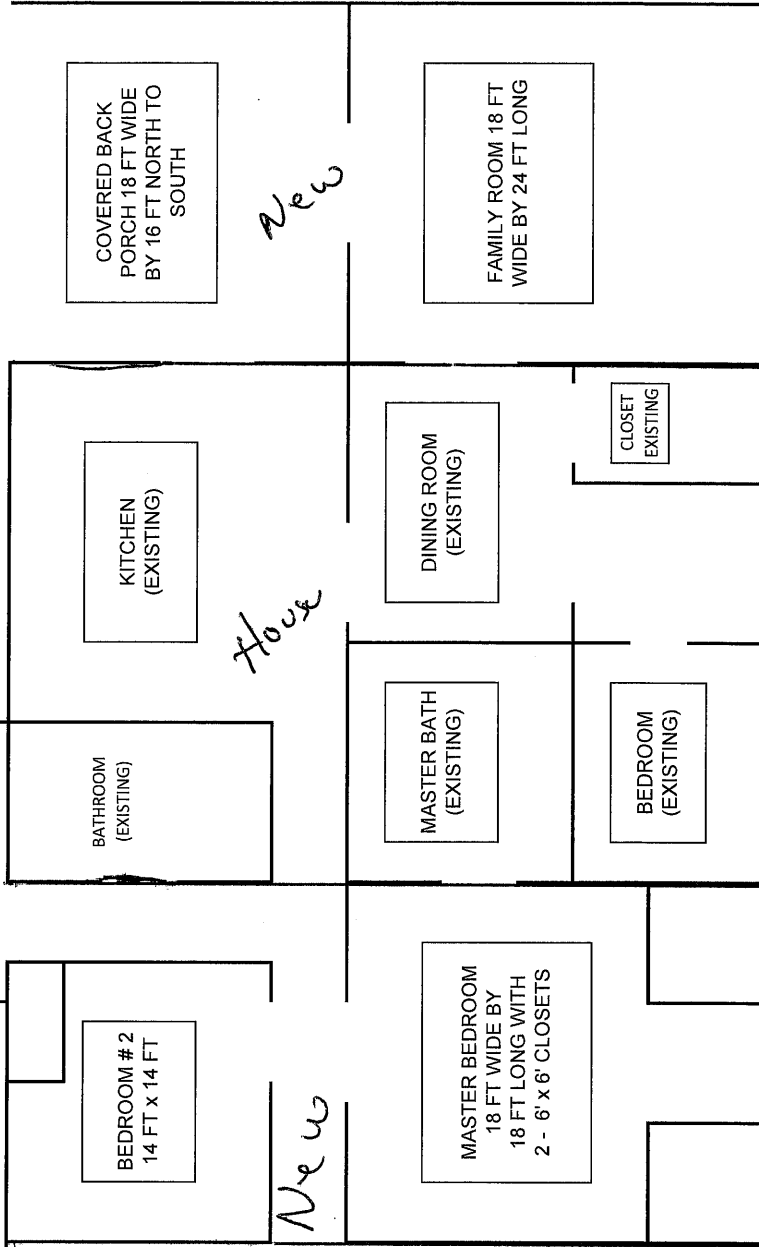 COVERED BACK
PORCH 18 FT WIDE
BY 16 FT NORTH TO
SOUTH
New
FAMILY ROOM 18 FT
WIDE BY 24 FT LONG
KITCHEN
(EXISTING)
House
DINING ROOM
(EXISTING)
CLOSET
EXISTING
BATHROOM
(EXISTING)
MASTER BATH
(EXISTING)
BEDROOM
(EXISTING)
BEDROOM # 2
14 FT x 14 FT
New
MASTER BEDROOM
18 FT WIDE BY
18 FT LONG WITH
2 - 6' x 6' CLOSETS